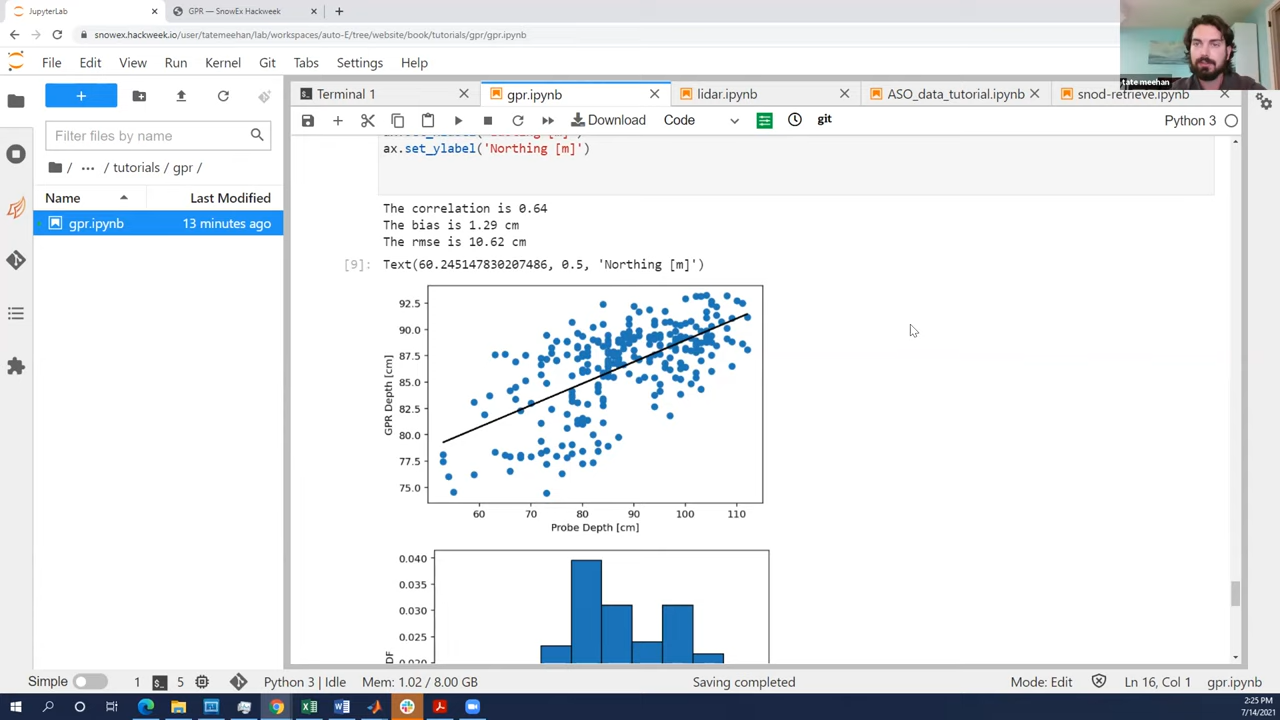 JupyterLab
GPR — SnowEx Hackweek
snowex.hackweek.io/user/tatemeehan/lab/workspaces/auto-E/tree/website/book/tutorials/gpr/gpr.ipynb
tate meehan
File Edit View Run Kernel Git Tabs Settings Help
Terminal 1
gpr.ipynb
lidar.ipynb
ASO_data_tutorial.ipynb
snod-retrieve.ipynb
Download
Code
git
Python 3
Filter files by name
/ ... / tutorials / gpr /
Name Last Modified
gpr.ipynb 13 minutes ago
ax.set_ylabel('Northing [m]')
The correlation is 0.64
The bias is 1.29 cm
The rmse is 10.62 cm
[9]: Text(60.245147830207486, 0.5, 'Northing [m]')
92.5
90.0
87.5
85.0
82.5
80.0
77.5
75.0
GPR Depth [cm]
60 70 80 90 100 110
Probe Depth [cm]
0.040
0.035
0.030
0.025
Simple 1 5 Python 3 | Idle Mem: 1.02 / 8.00 GB Saving completed Mode: Edit Ln 16, Col 1 gpr.ipynb
2:25 PM
7/14/2021